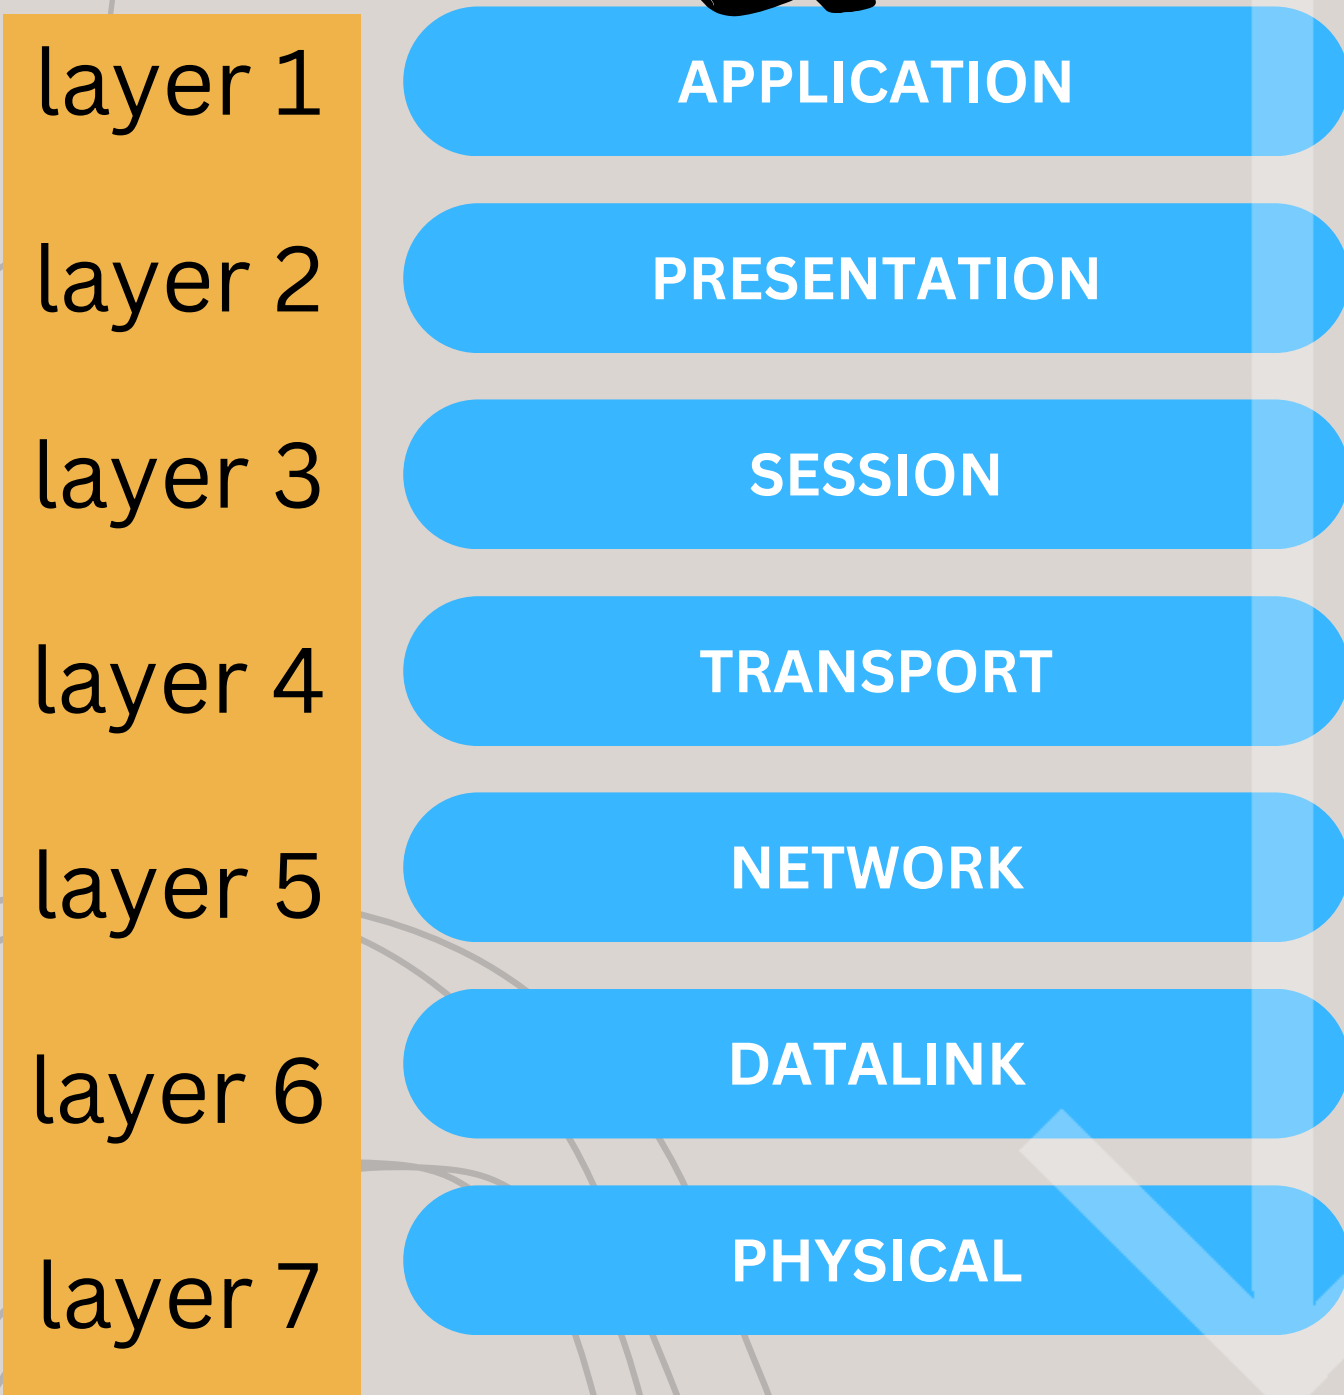 layer 1 APPLICATION
layer 2 PRESENTATION
layer 3 SESSION
layer 4 TRANSPORT
layer 5 NETWORK
layer 6 DATALINK
layer 7 PHYSICAL